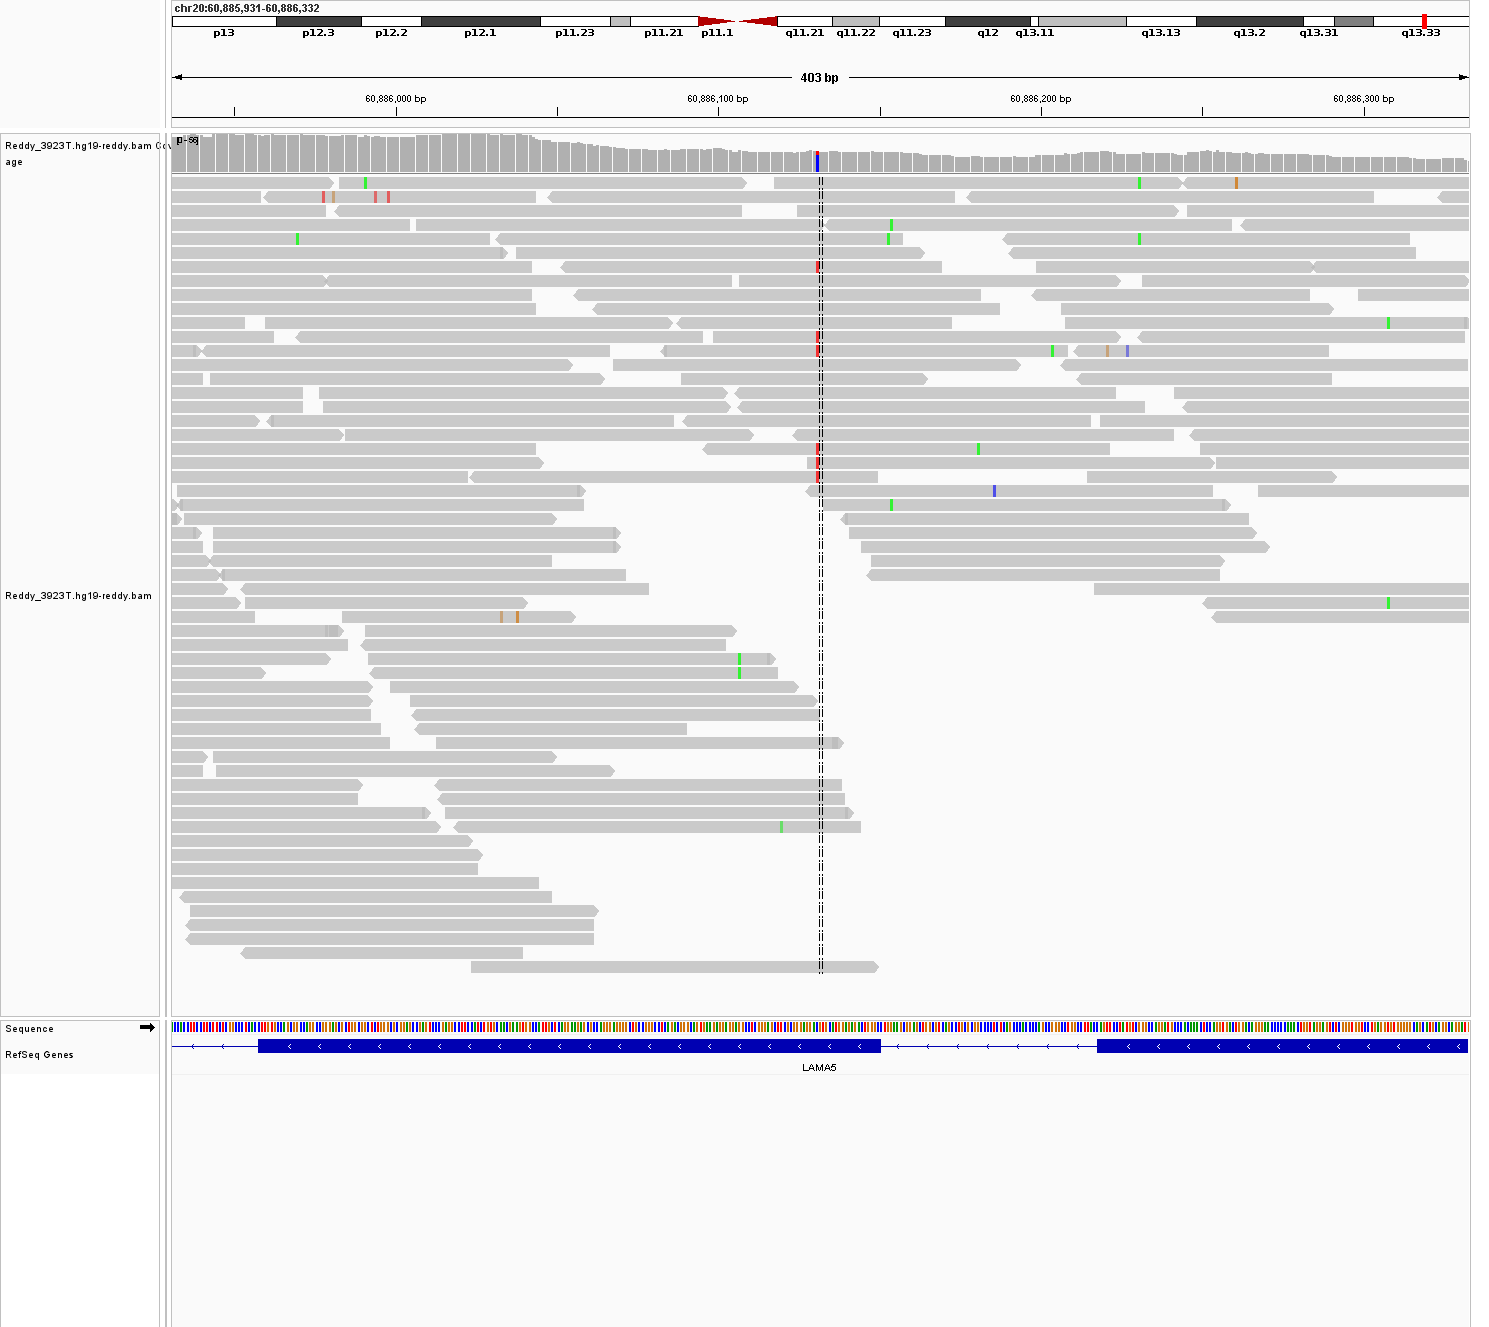 chr20:60,885,931-60,886,332
p13 p12.3 p12.2 p12.1 p11.23 p11.21 p11.1 q11.21 q11.22 q11.23 q12 q13.11 q13.13 q13.2 q13.31 q13.33
403 bp
60,886,000 bp 60,886,100 bp 60,886,200 bp 60,886,300 bp
Reddy_3923T.hg19-reddy.bam Cov
age
Reddy_3923T.hg19-reddy.bam
Sequence
RefSeq Genes
LAMA5